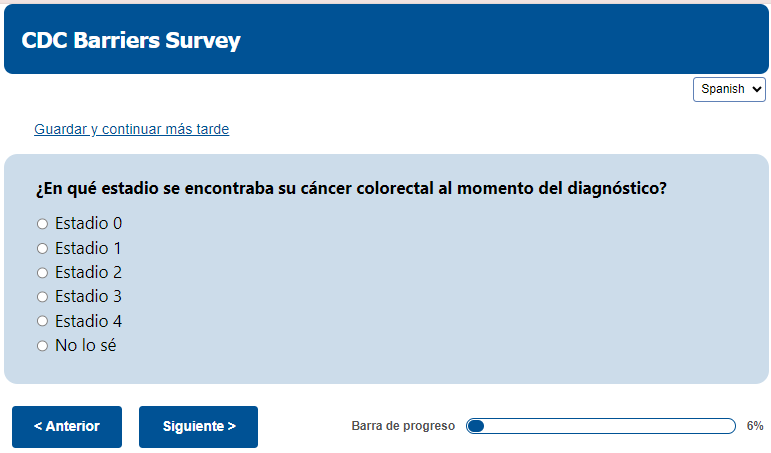 CDC Barriers Survey
Spanish
Guardar y continuar más tarde
¿En qué estadio se encontraba su cáncer colorectal al momento del diagnóstico?
Estadio 0
Estadio 1
Estadio 2
Estadio 3
Estadio 4
No lo sé
< Anterior
Siguiente >
Barra de progreso
6%